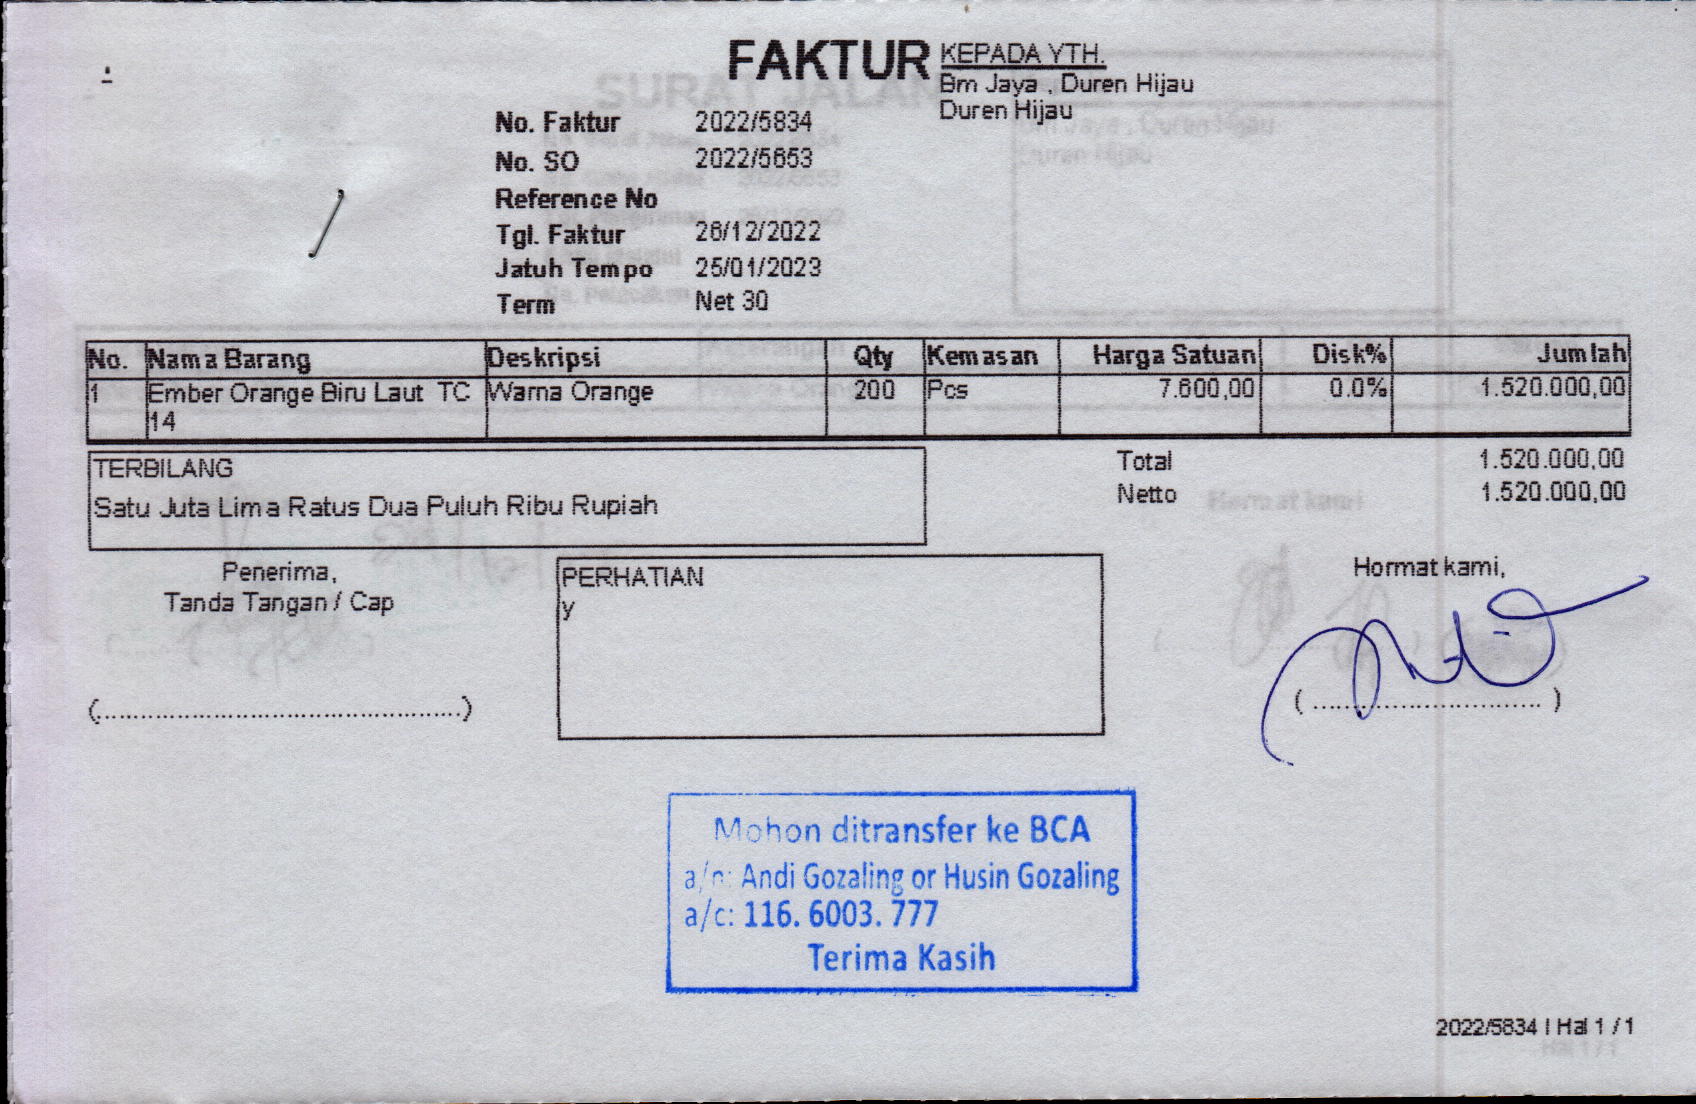 FAKTUR
KEPADA YTH.
Bm Jaya , Duren Hijau
Duren Hijau
No. Faktur 2022/5834
No. SO 2022/5653
Reference No
Tgl. Faktur 26/12/2022
Jatuh Tempo 25/01/2023
Term Net 30
No. Nama Barang Deskripsi Qty Kemasan Harga Satuan Disk% Jumlah
1 Ember Orange Biru Laut TC Warna Orange 200 Pcs 7.600,00 0.0% 1.520.000,00
14
TERBILANG
Satu Juta Lima Ratus Dua Puluh Ribu Rupiah
Total 1.520.000,00
Netto 1.520.000,00
Penerima,
Tanda Tangan / Cap
(................................................)
PERHATIAN
y
Hormat kami,
( ............................. )
Mohon ditransfer ke BCA
a/n: Andi Gozaling or Husin Gozaling
a/c: 116. 6003. 777
Terima Kasih
2022/5834 | Hal 1 / 1